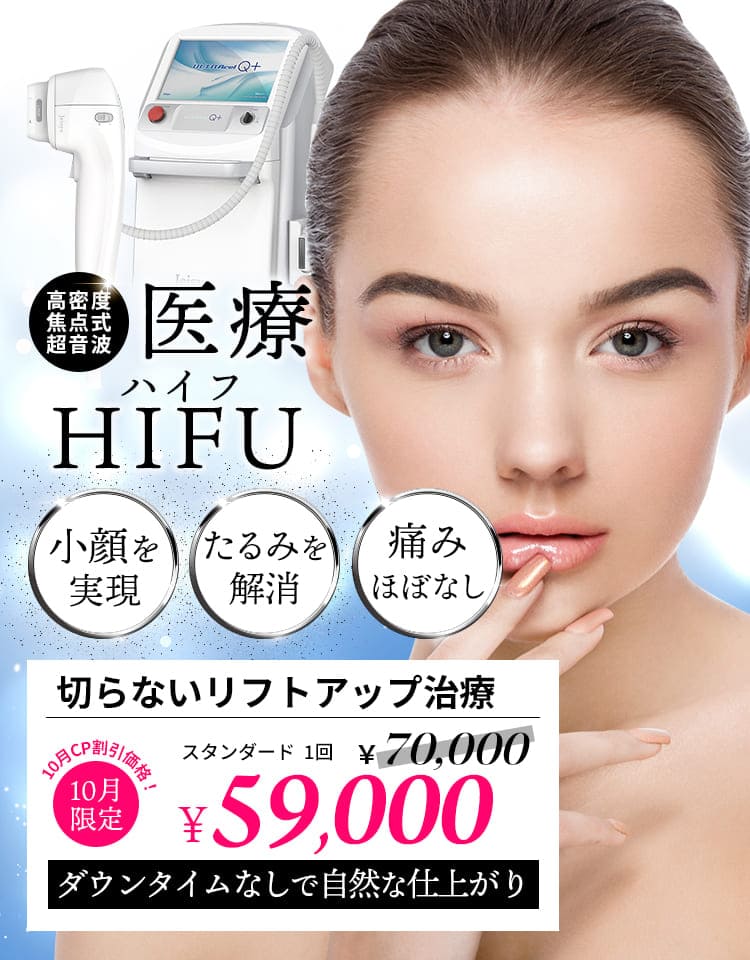 ULTRAcel Q+
Q+
高密度
焦点式
超音波
医療
ハイフ
HIFU
小顔を
実現
たるみを
解消
痛み
ほぼなし
切らないリフトアップ治療
10月CP割引価格!
10月
限定
スタンダード 1回 ¥70,000
¥59,000
ダウンタイムなしで自然な仕上がり